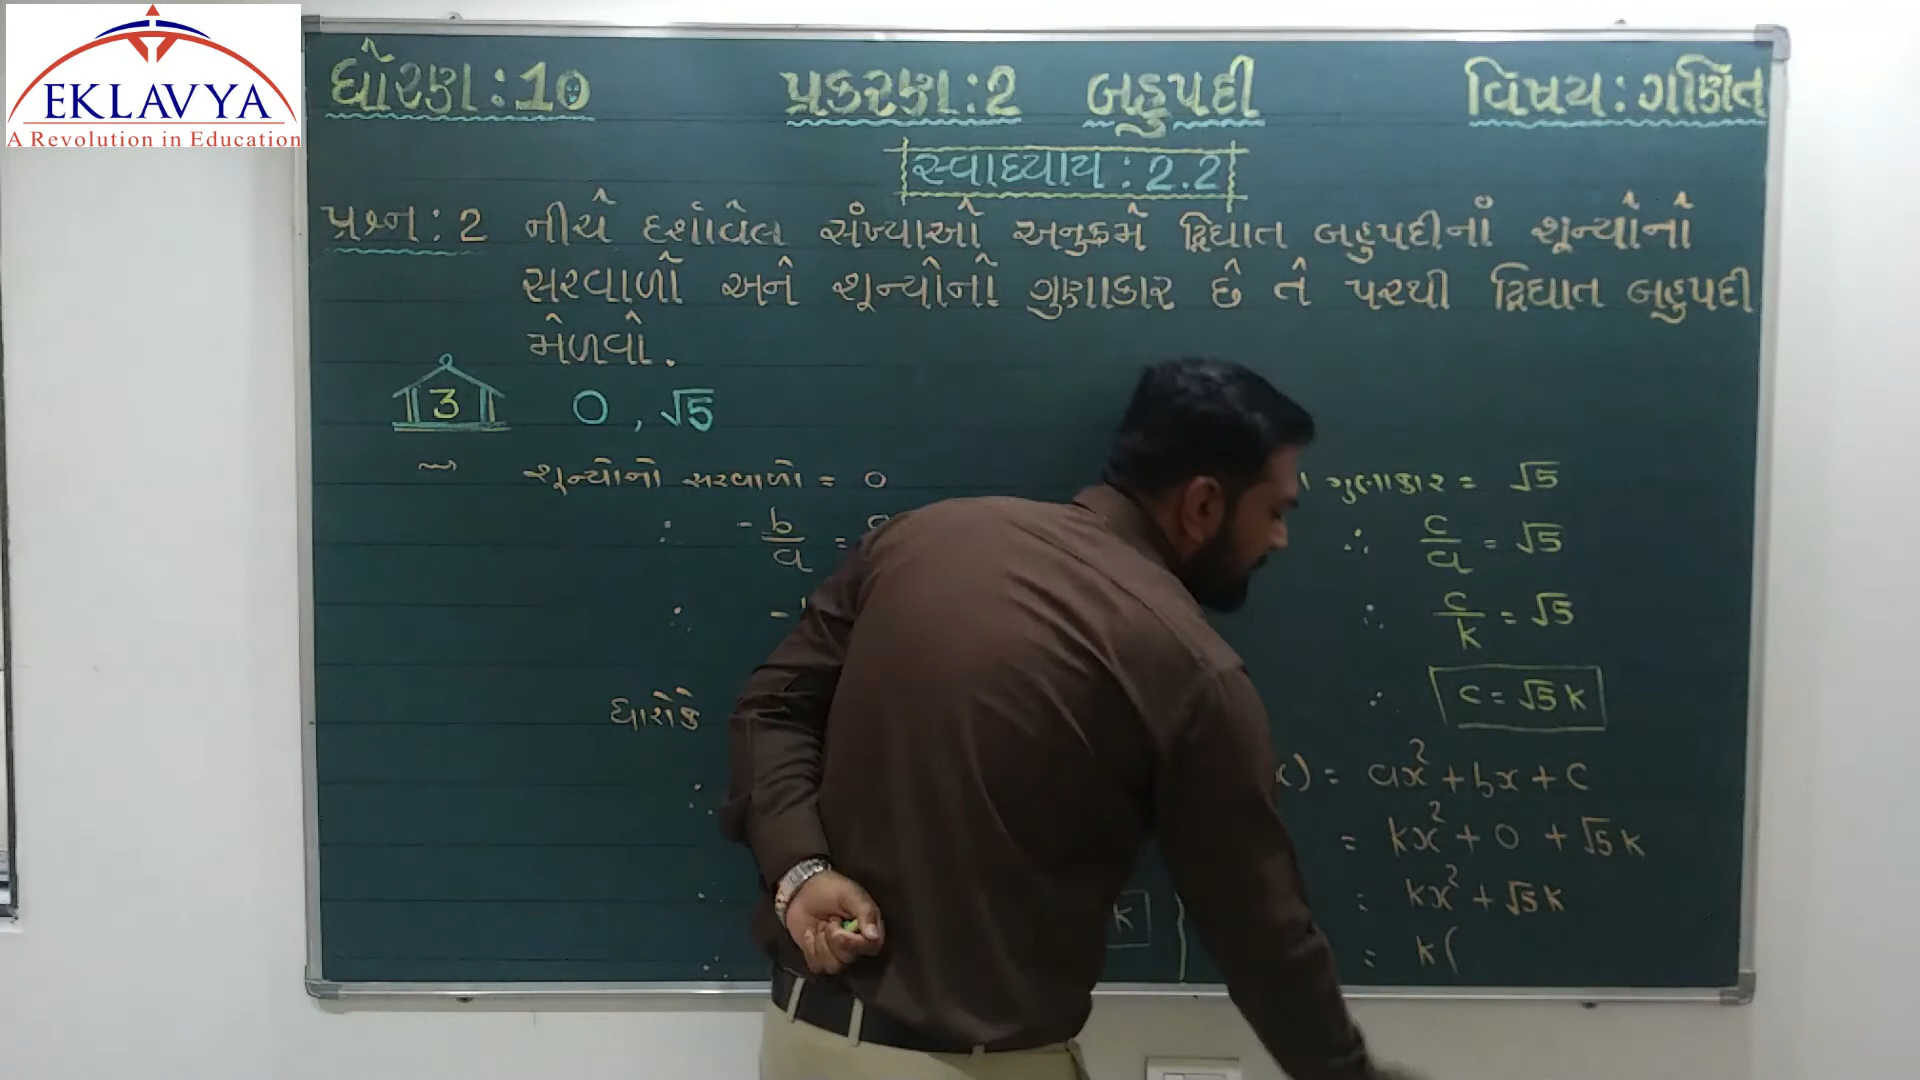 EKLAVYA
A Revolution in Education
ધોરણ : 10 પ્રકરણ : 2 બહુપદી વિષય : ગણિત
સ્વાધ્યાય : 2.2
પ્રશ્ન : 2 નીચે દર્શાવેલ સંખ્યાઓ અનુક્રમે દ્વિઘાત બહુપદીનાં શૂન્યોનો
સરવાળો અને શૂન્યોનો ગુણાકાર છે તે પરથી દ્વિઘાત બહુપદી
મેળવો.
3 0 , √5
શૂન્યોનો સરવાળો = 0
∴ -b/a =
ધારોકે
k
ગુણાકાર = √5
∴ c/a = √5
∴ c/k = √5
∴ c = √5 k
x) = ax² + bx + c
= kx² + 0 + √5 k
= kx² + √5 k
= k(